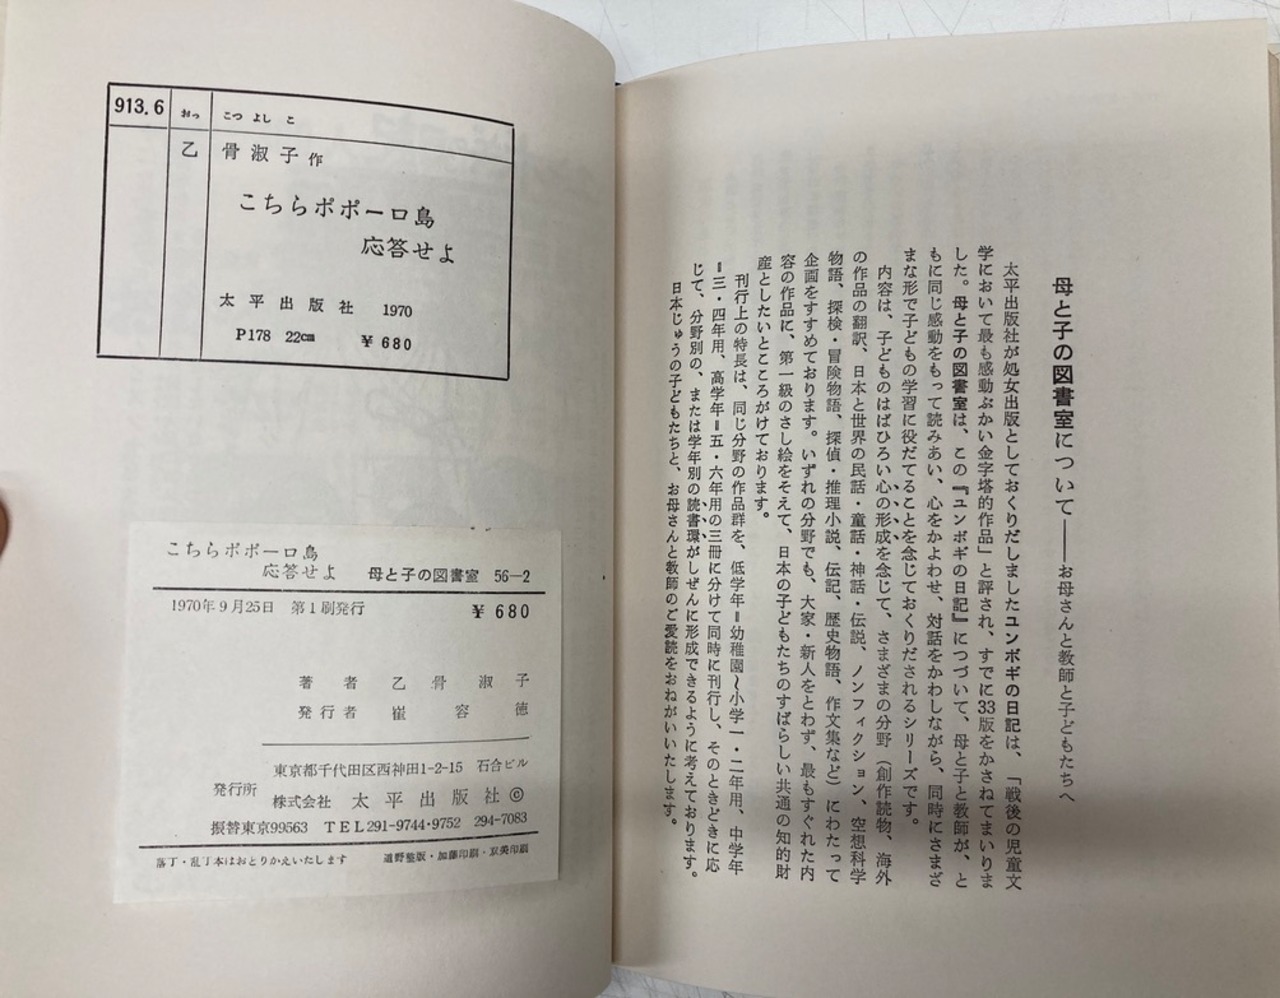 913.6 おっ こつ よし こ
乙 骨 淑 子 作
こちらポポーロ島
応答せよ
太 平 出 版 社 1970
P178 22cm ¥680
こちらポポーロ島
応答せよ 母と子の図書室 56―2
1970年9月25日 第1刷発行 ¥680
著 者 乙 骨 淑 子
発行者 崔 容 徳
東京都千代田区西神田1-2-15 石合ビル
発行所
株式会社 太 平 出 版 社 ©
振替東京99563 TEL291-9744・9752 294-7083
落丁・乱丁本はおとりかえいたします 道野整版・加藤印刷・双美印刷
母と子の図書室について――お母さんと教師と子どもたちへ
太平出版社が処女出版としておくりだしましたユンボギの日記は、「戦後の児童文
学において最も感動ぶかい金字塔的作品」と評され、すでに33版をかさねてまいりま
した。母と子の図書室は、この『ユンボギの日記』につづいて、母と子と教師が、と
もに同じ感動をもって読みあい、心をかよわせ、対話をかわしながら、同時にさまざ
まな形で子どもの学習に役だてることを念じておくりだされるシリーズです。
内容は、子どものはばひろい心の形成を念じて、さまざまの分野（創作読物、海外
の作品の翻訳、日本と世界の民話・童話・神話・伝説、ノンフィクション、空想科学
物語、探検・冒険物語、探偵・推理小説、伝記、歴史物語、作文集など）にわたって
企画をすすめております。いずれの分野でも、大家・新人をとわず、最もすぐれた内
容の作品に、第一級のさし絵をそえて、日本の子どもたちのすばらしい共通の知的財
産としたいとこころがけております。
刊行上の特長は、同じ分野の作品群を、低学年＝幼稚園〜小学一・二年用、中学年
＝三・四年用、高学年＝五・六年用の三冊に分けて同時に刊行し、そのときどきに応
じて、分野別の、または学年別の読書環がしぜんに形成できるように考えております。
日本じゅうの子どもたちと、お母さんと教師のご愛読をおねがいいたします。